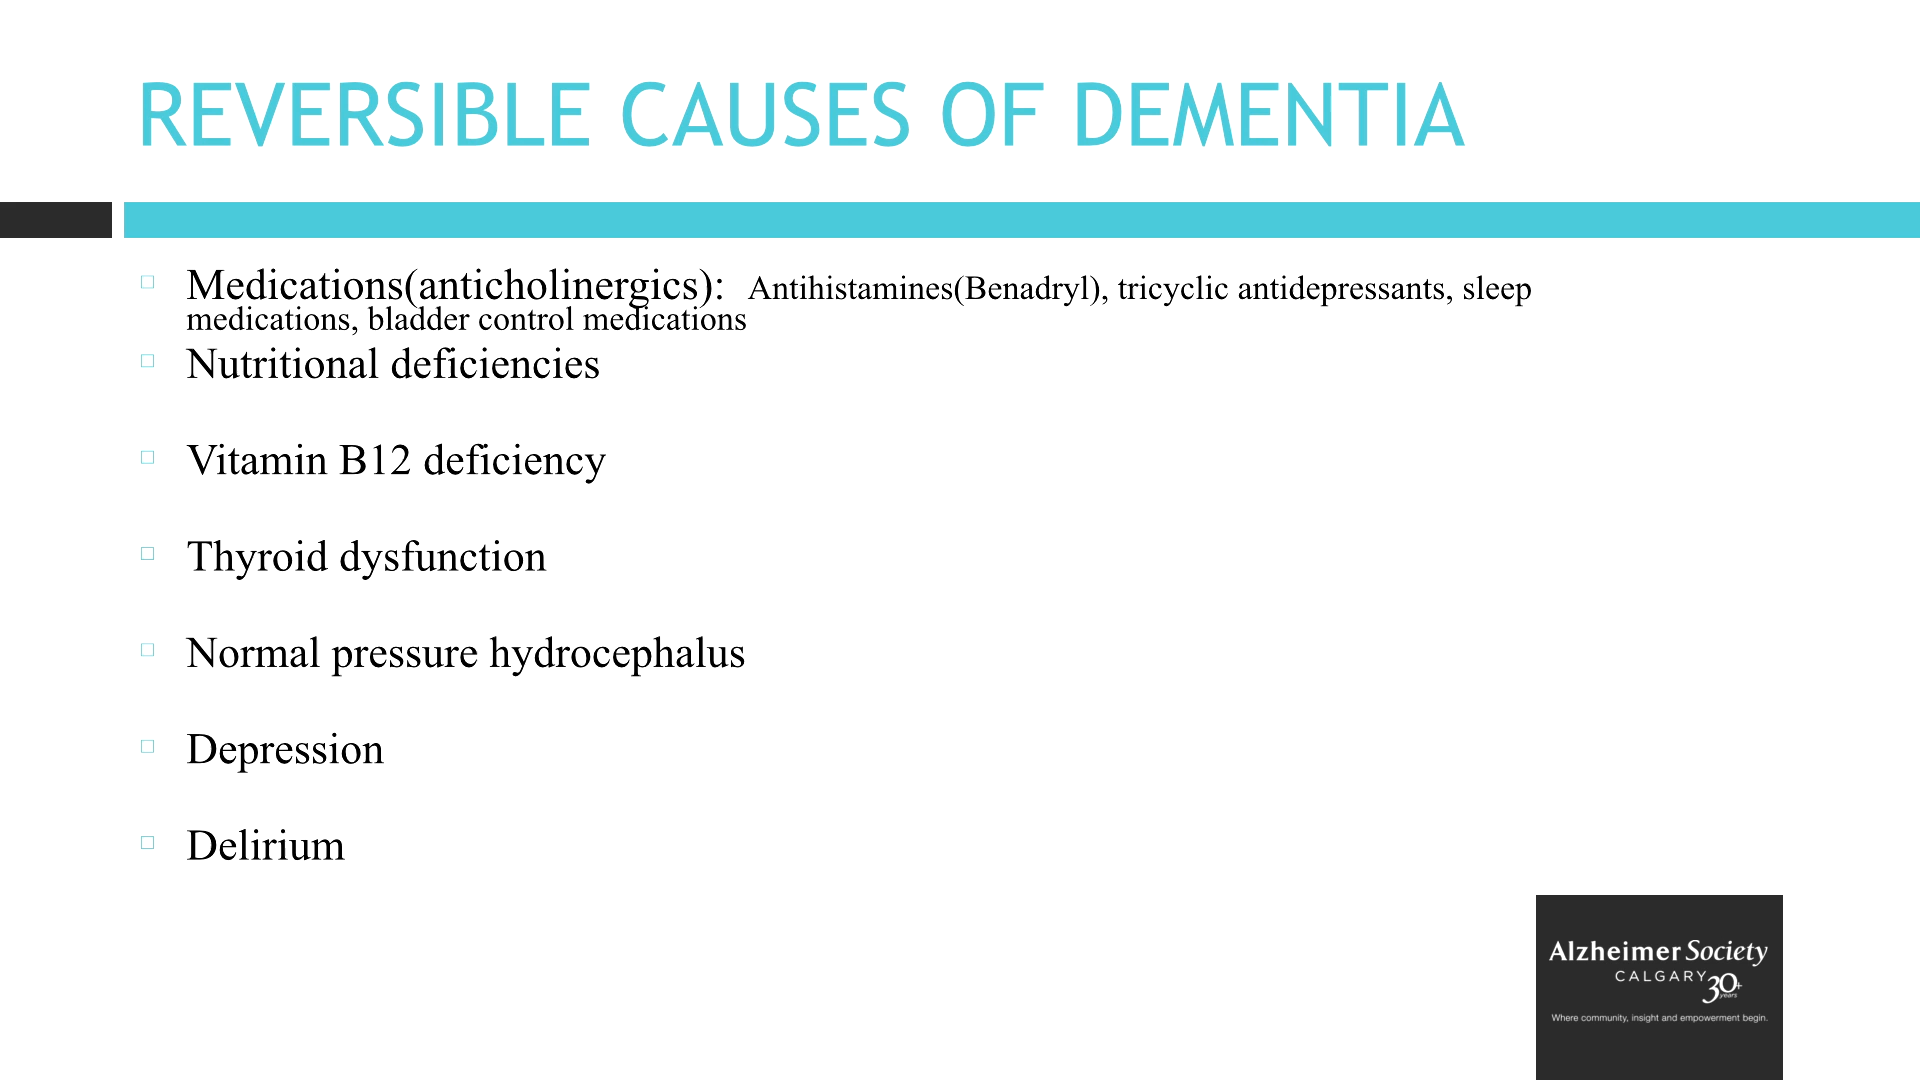 REVERSIBLE CAUSES OF DEMENTIA
Medications(anticholinergics): Antihistamines(Benadryl), tricyclic antidepressants, sleep
medications, bladder control medications
Nutritional deficiencies
Vitamin B12 deficiency
Thyroid dysfunction
Normal pressure hydrocephalus
Depression
Delirium
Alzheimer Society
CALGARY 30+
years
Where community, insight and empowerment begin.